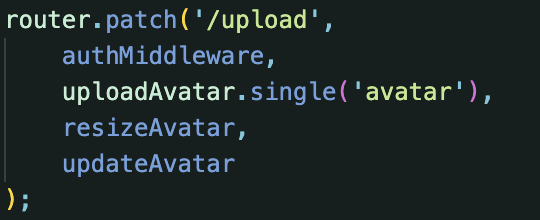 router.patch('/upload',
    authMiddleware,
    uploadAvatar.single('avatar'),
    resizeAvatar,
    updateAvatar
);